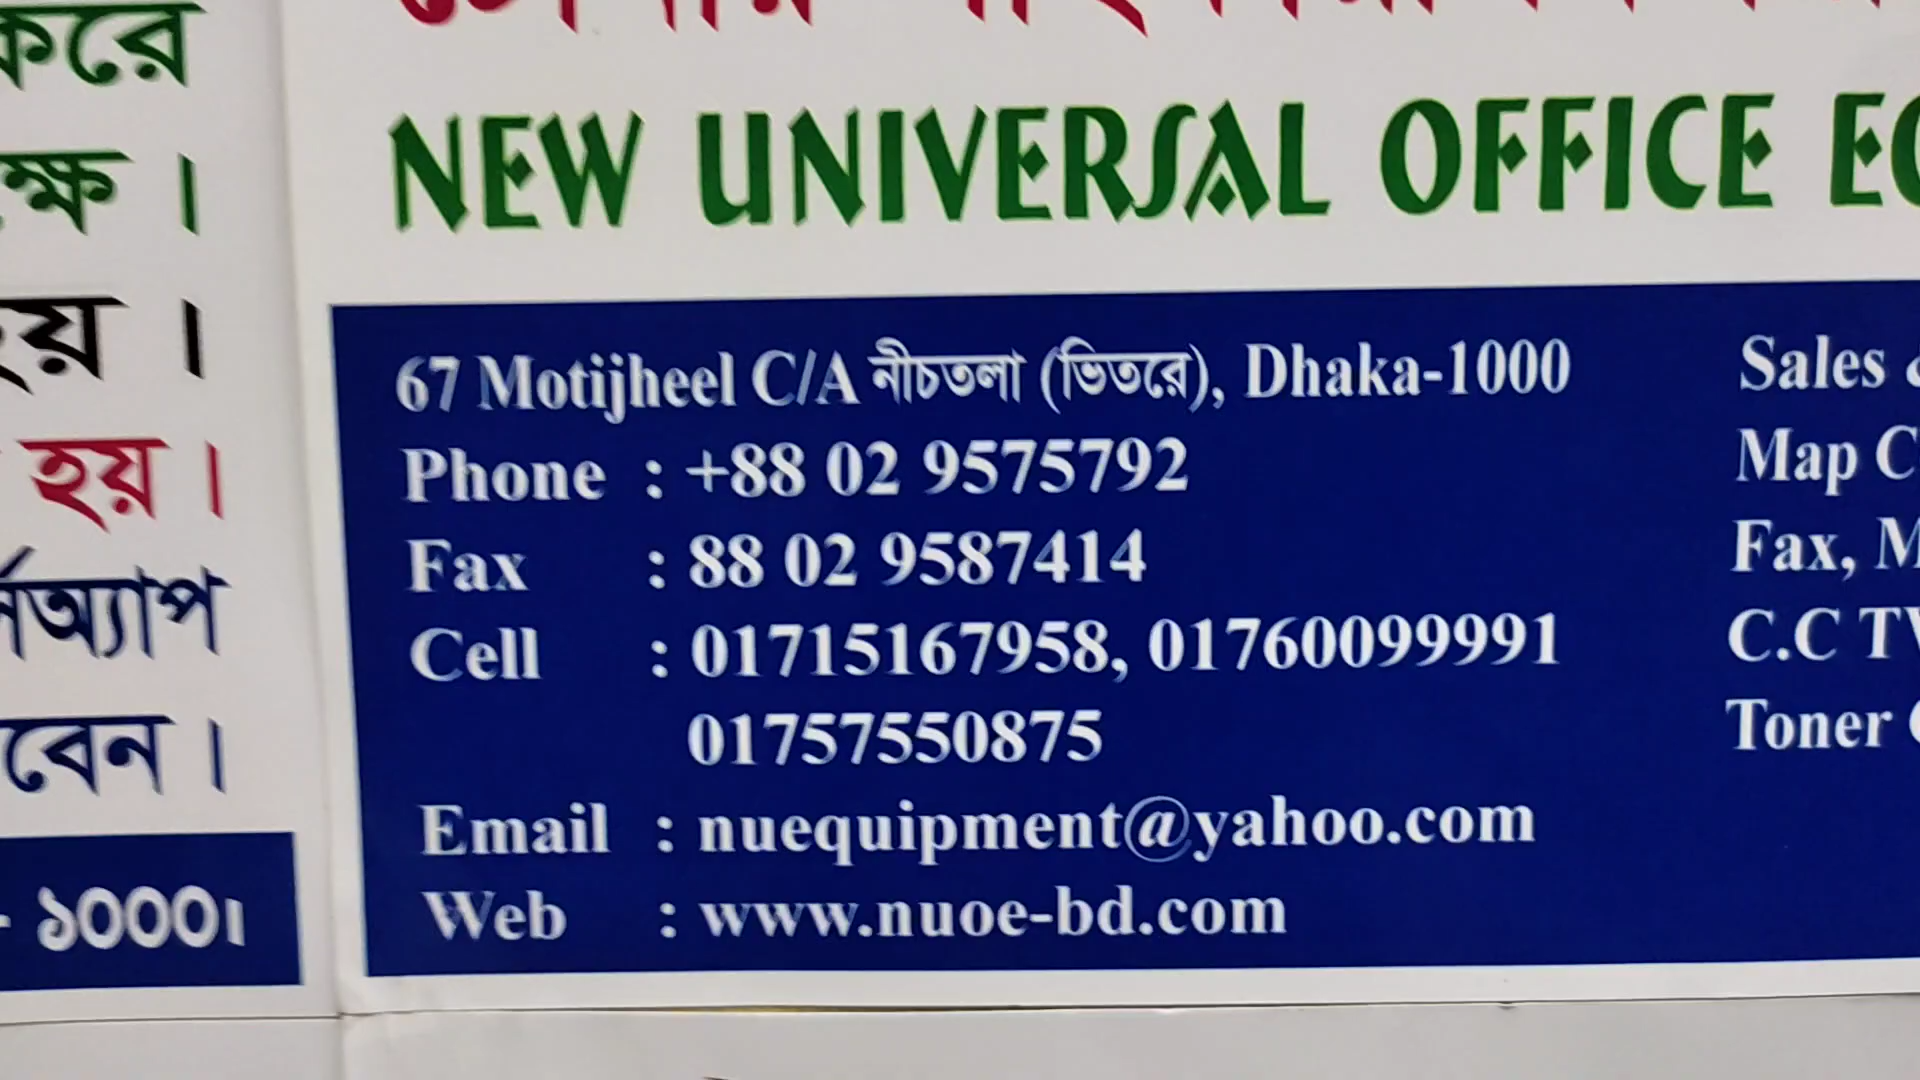 করে
NEW UNIVERSAL OFFICE
67 Motijheel C/A নীচতলা (ভিতরে), Dhaka-1000
Phone : +88 02 9575792
Fax : 88 02 9587414
Cell : 01715167958, 01760099991
01757550875
Email : nuequipment@yahoo.com
Web : www.nuoe-bd.com
Sales
Map
Fax,
C.C
Toner
হয় ।
- ১০০০।